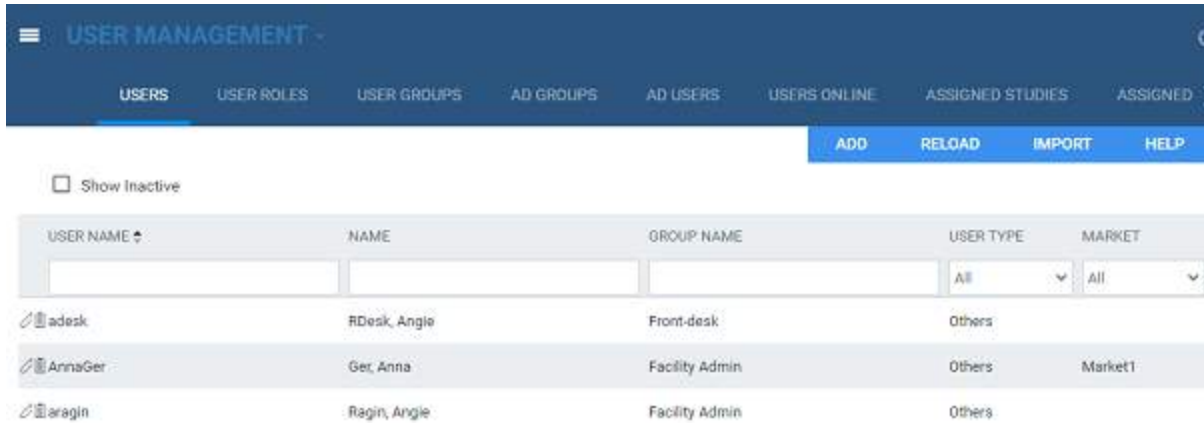 USER MANAGEMENT
USERS USER ROLES USER GROUPS AD GROUPS AD USERS USERS ONLINE ASSIGNED STUDIES ASSIGNED
ADD RELOAD IMPORT HELP
Show Inactive
USER NAME NAME GROUP NAME USER TYPE MARKET
All All
adesk RDesk, Angie Front-desk Others
AnnaGer Ger, Anna Facility Admin Others Market1
aragin Ragin, Angie Facility Admin Others